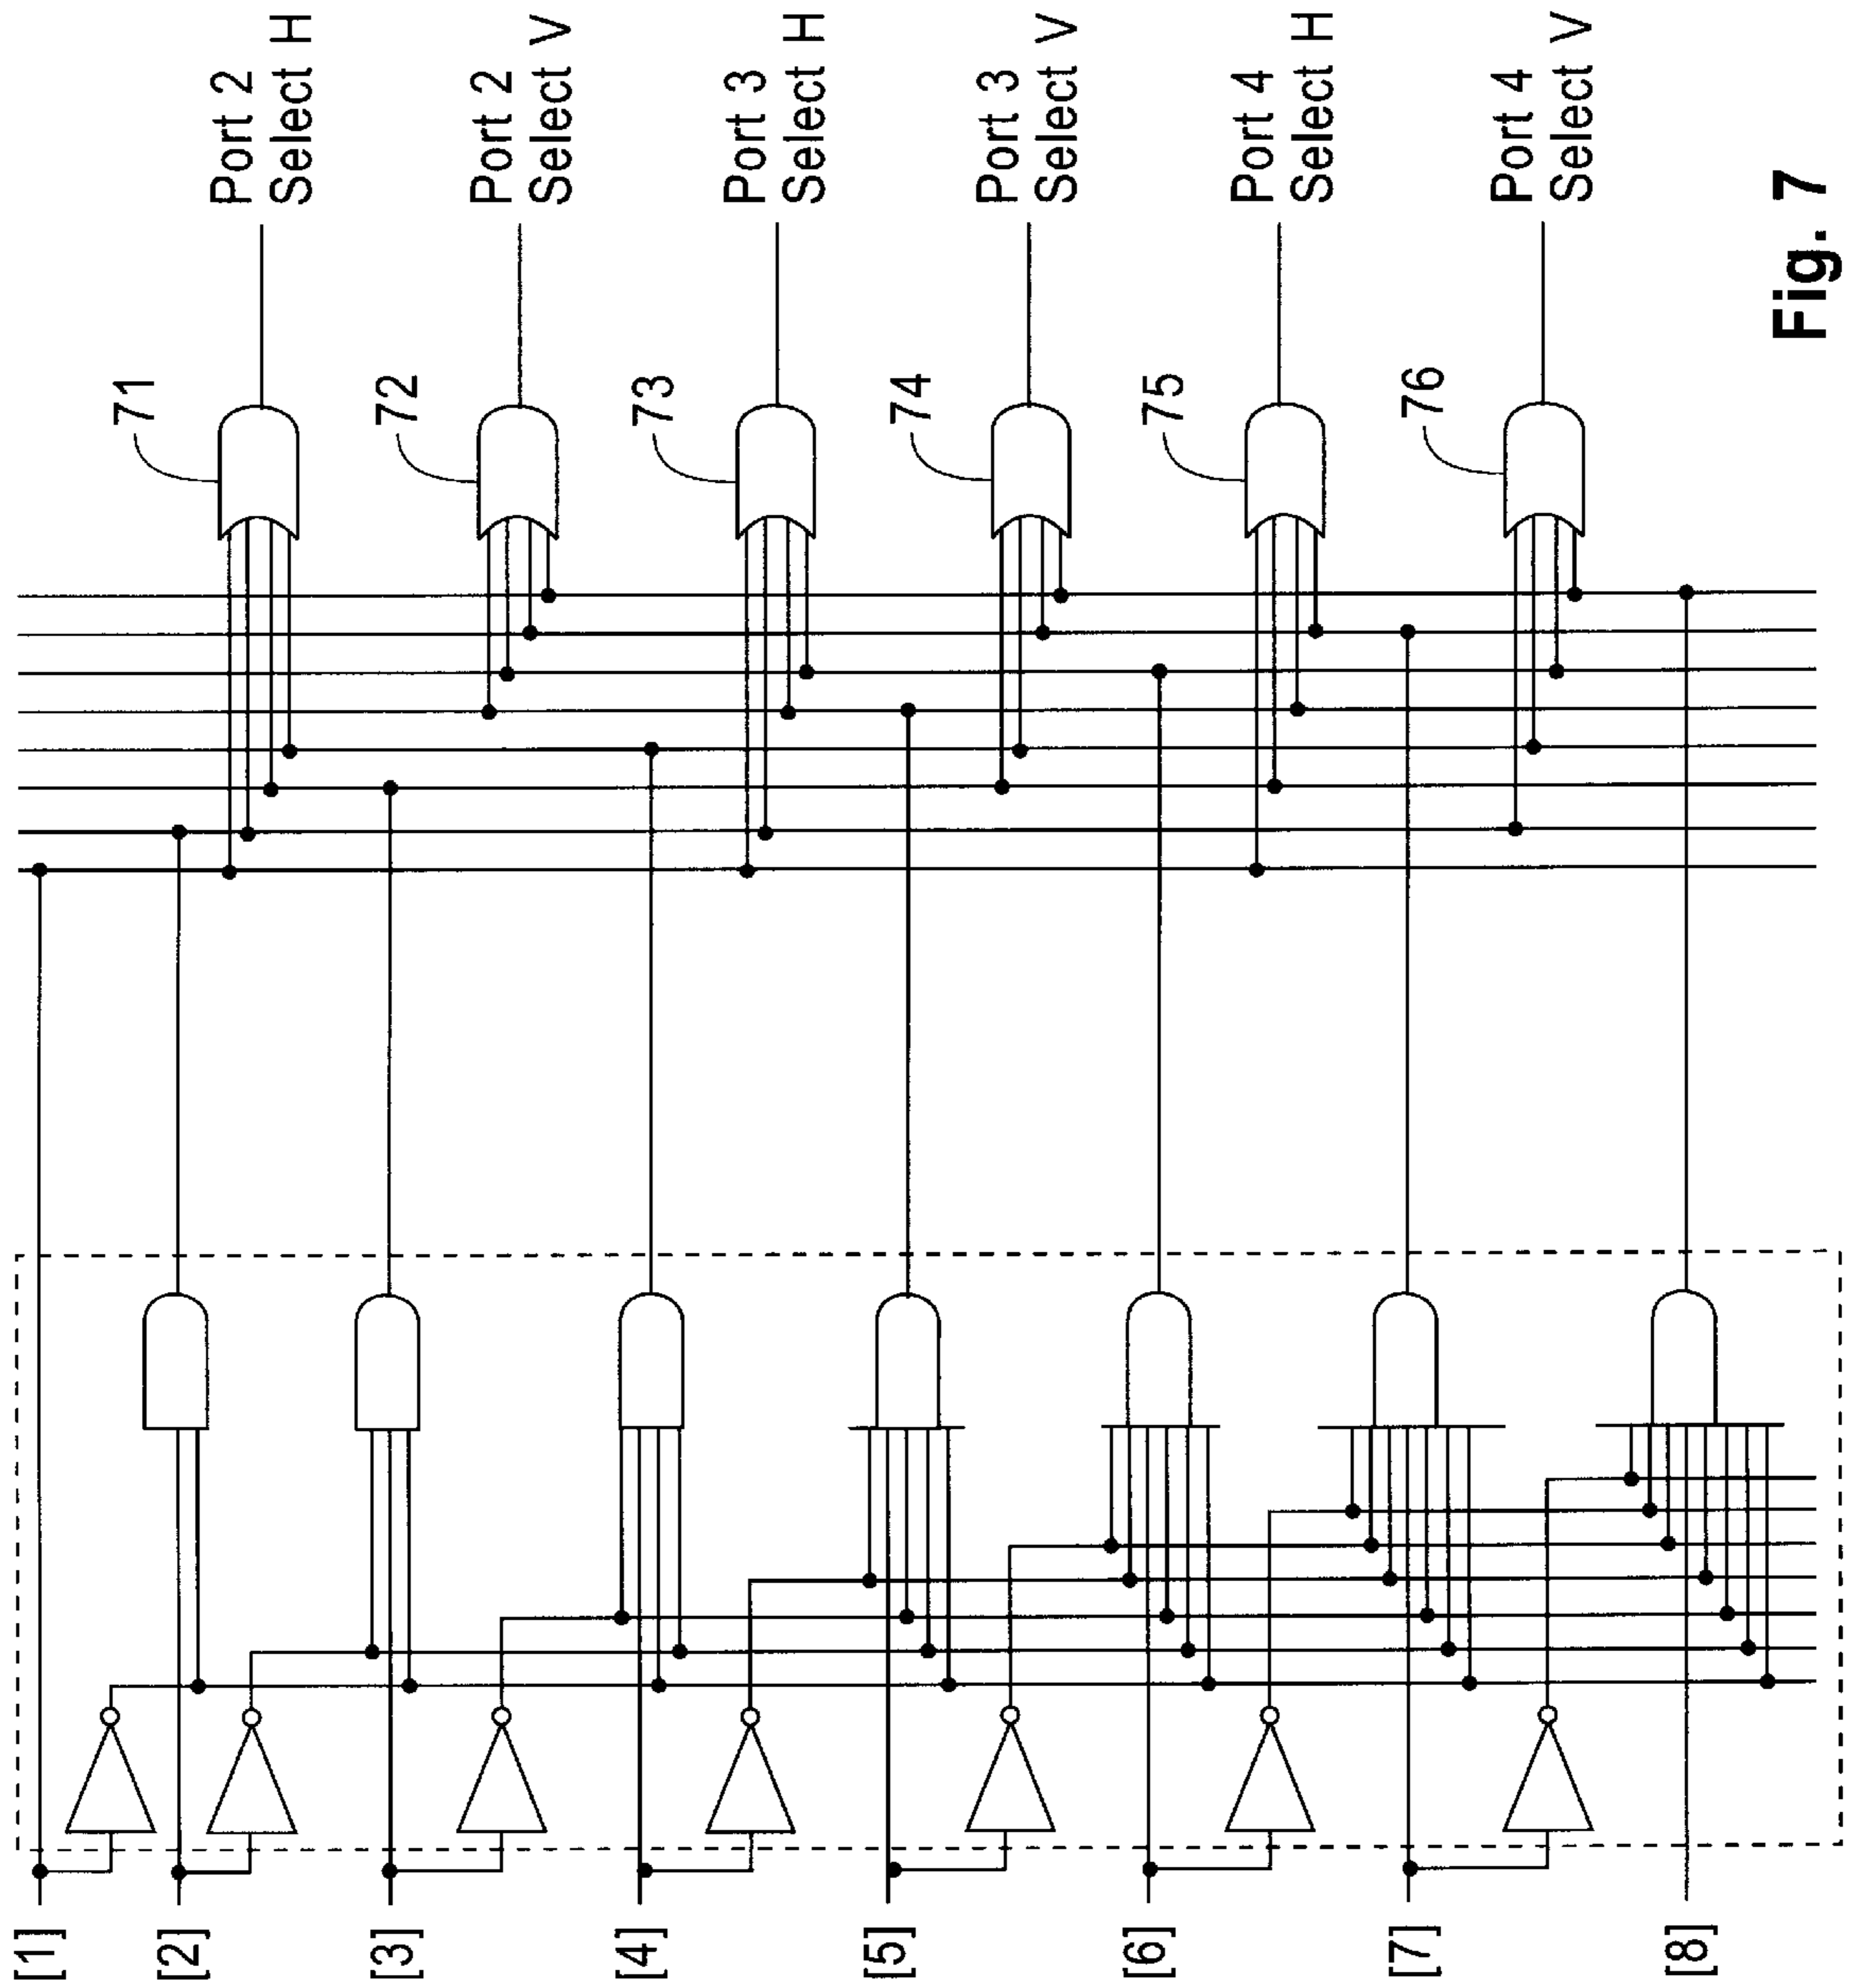 [1]
[2]
[3]
[4]
[5]
[6]
[7]
[8]
71
72
73
74
75
76
Port 2
Select H
Port 2
Select V
Port 3
Select H
Port 3
Select V
Port 4
Select H
Port 4
Select V
Fig. 7